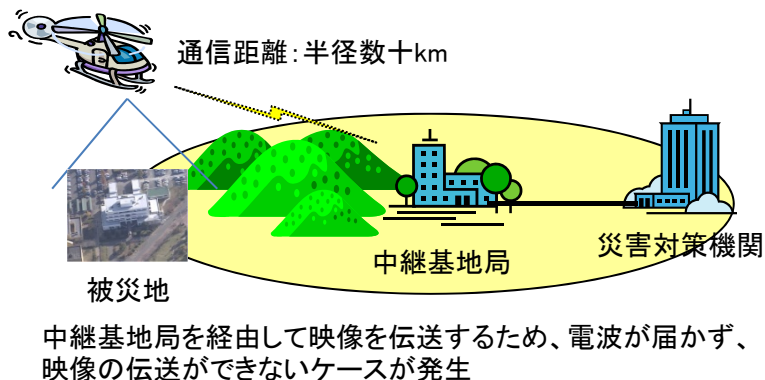 通信距離：半径数十km
中継基地局
災害対策機関
被災地
中継基地局を経由して映像を伝送するため、電波が届かず、
映像の伝送ができないケースが発生